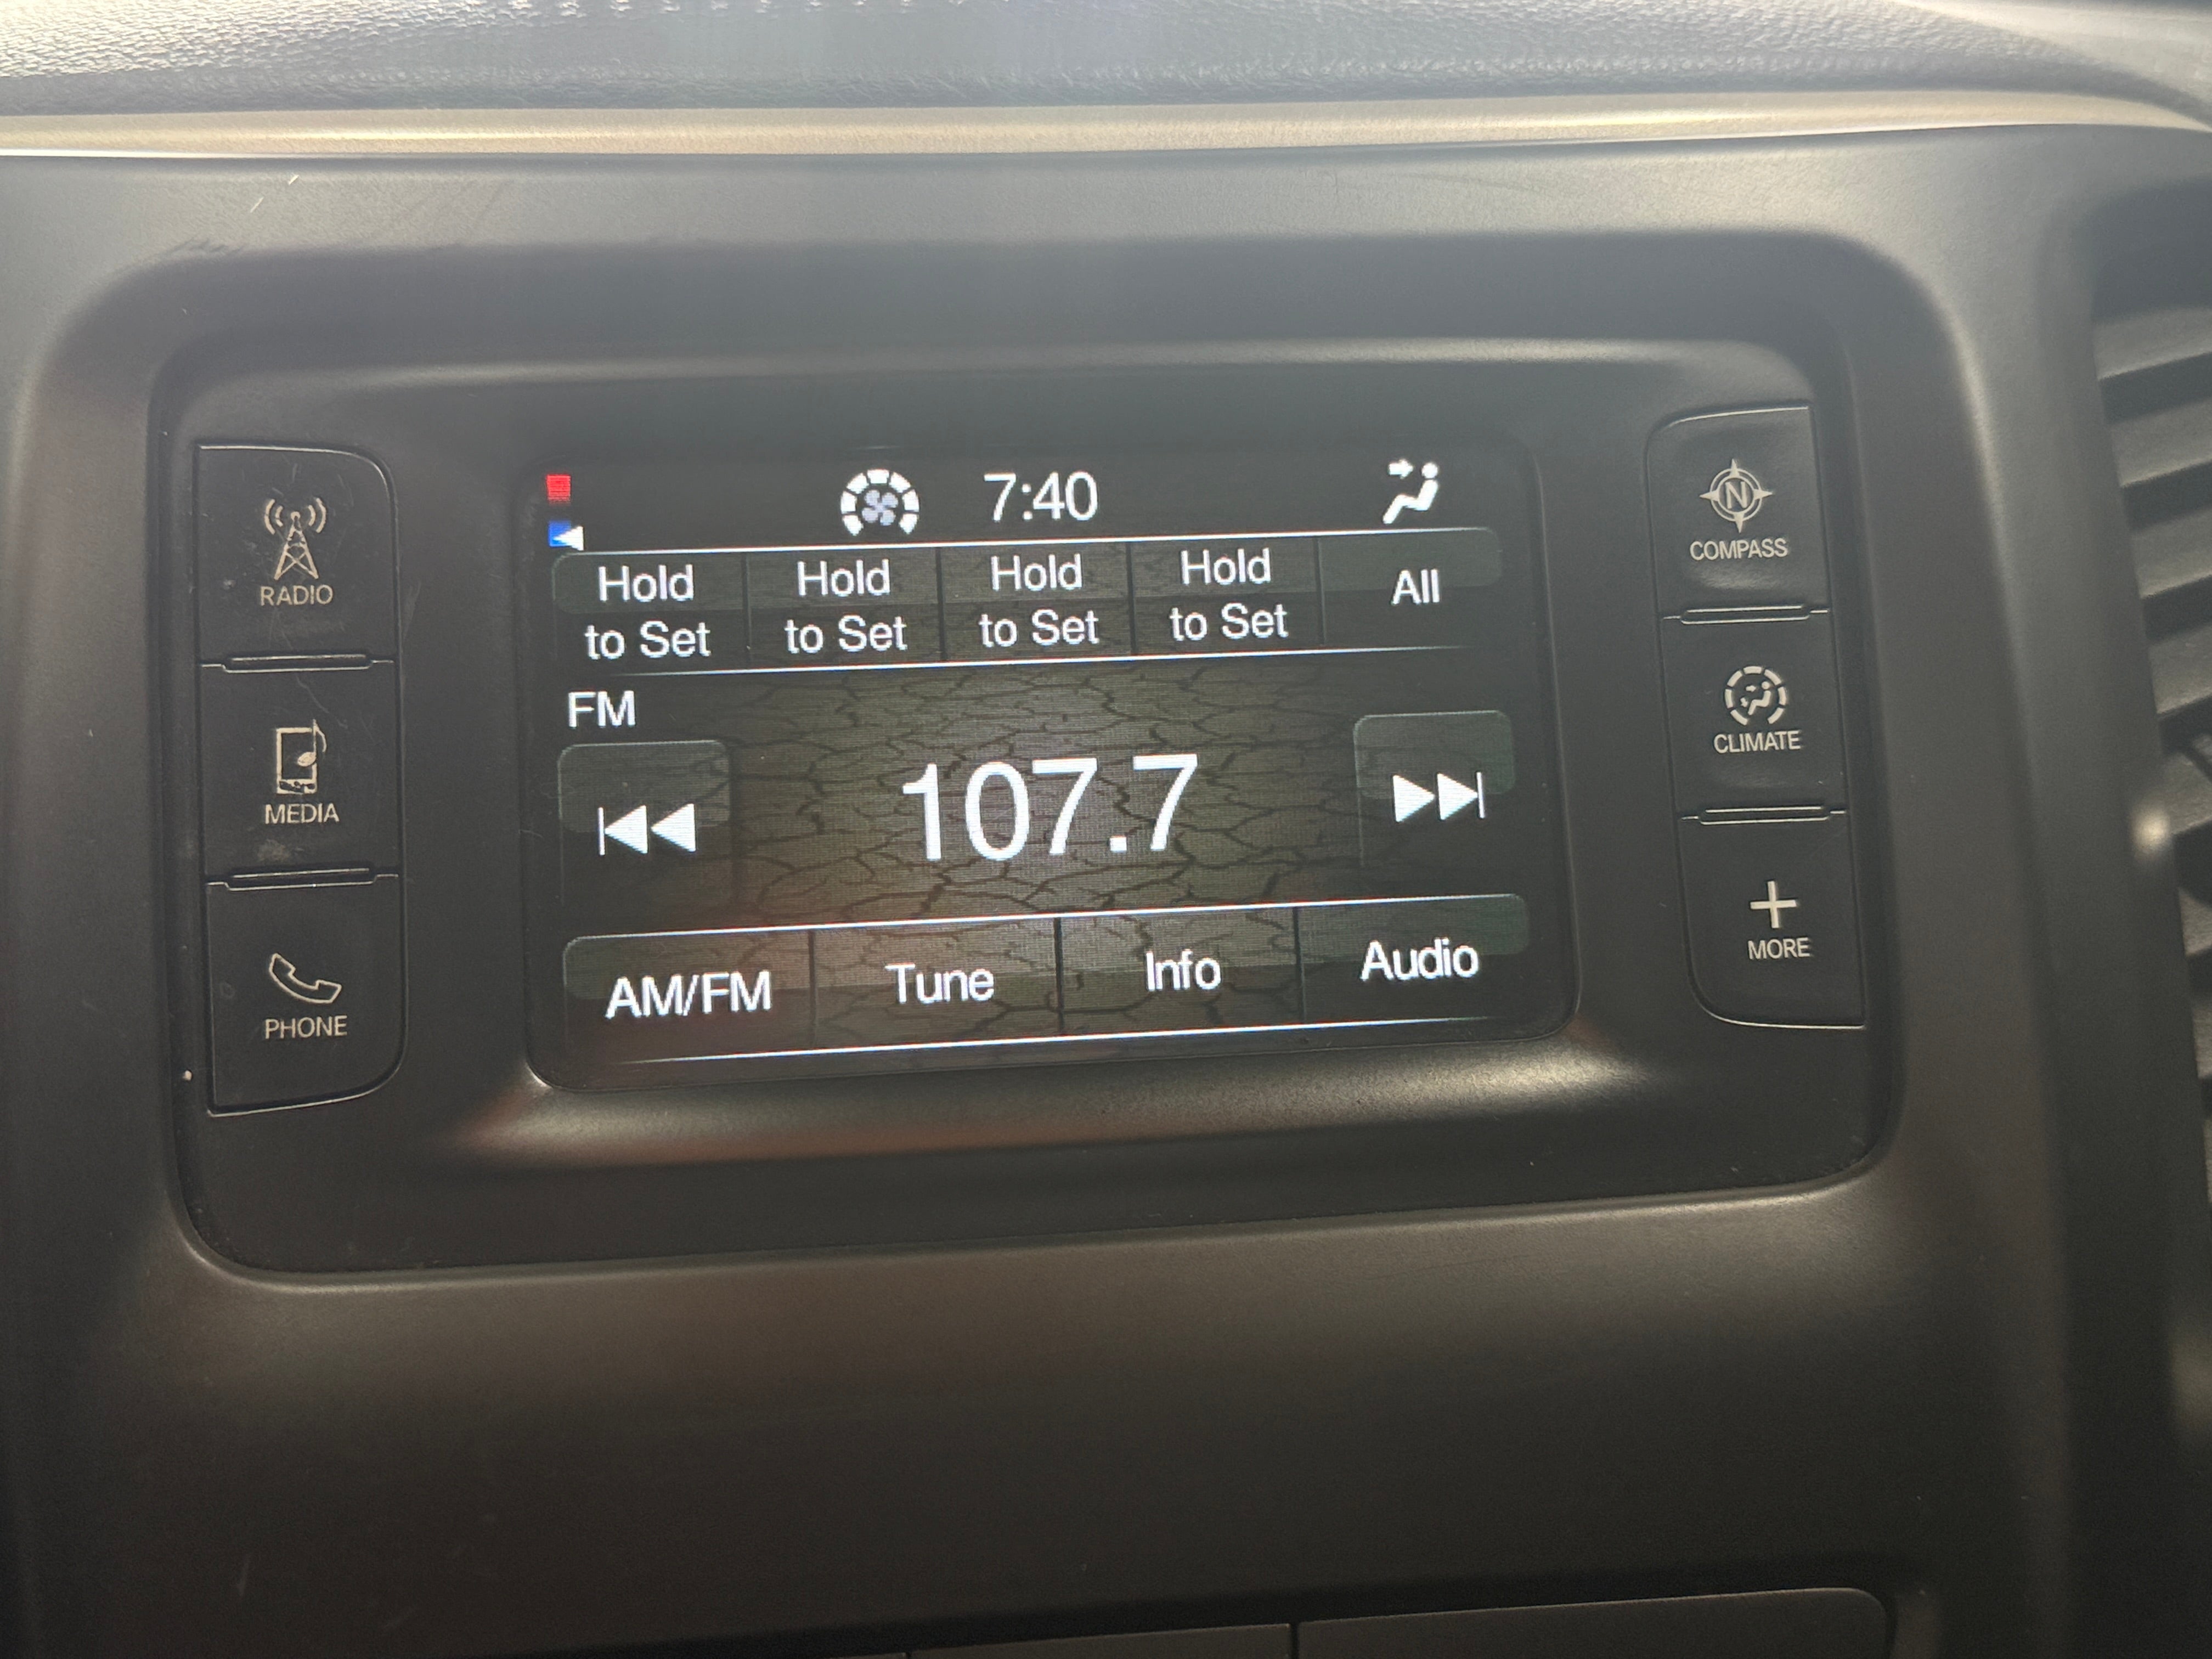 7:40
Hold to Set
Hold to Set
Hold to Set
Hold to Set
All
FM
107.7
AM/FM
Tune
Info
Audio
RADIO
MEDIA
PHONE
N
COMPASS
CLIMATE
MORE